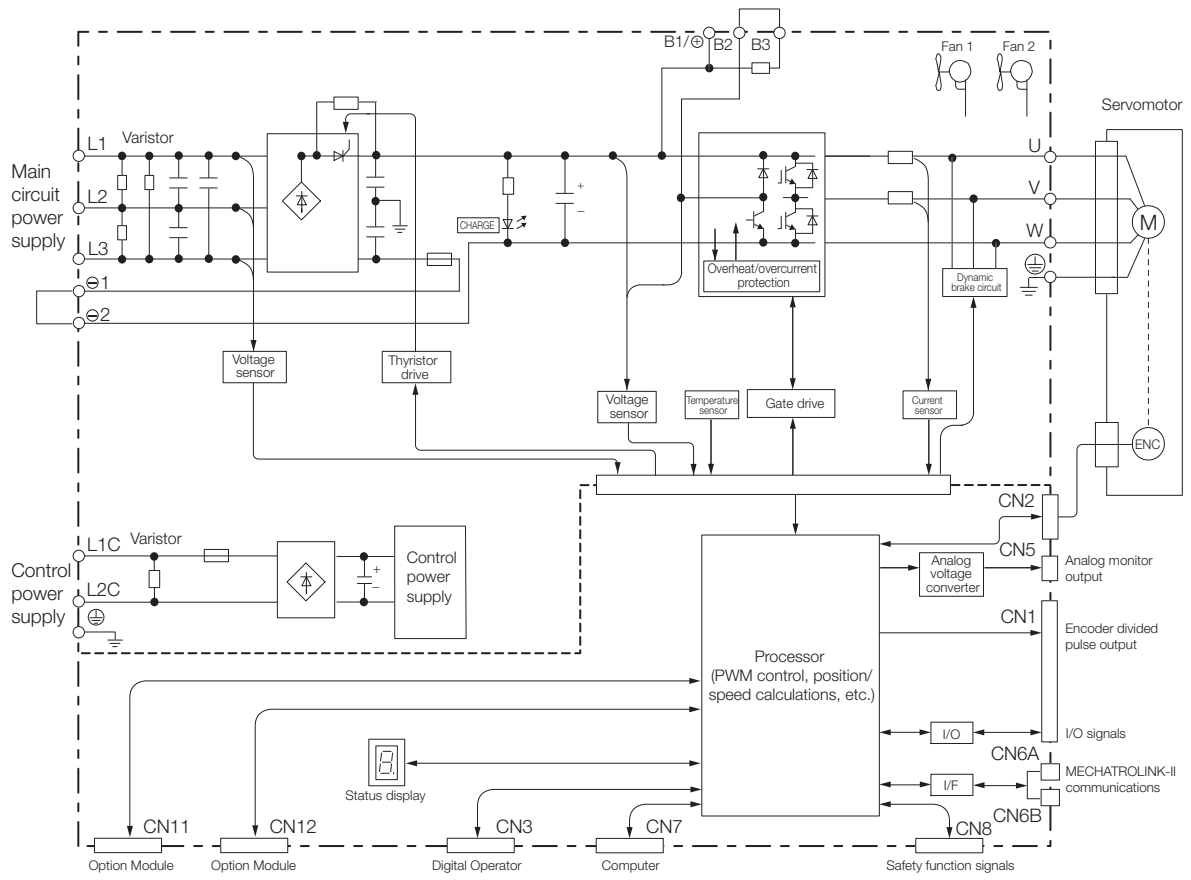 B1/⊕ B2 B3
Fan 1 Fan 2
Servomotor
Varistor
L1
U
Main
circuit
power
supply
L2
V
+
–
CHARGE
W
M
L3
Overheat/overcurrent
protection
Dynamic
brake circuit
⊖1
⊖2
Voltage
sensor
Thyristor
drive
Voltage
sensor
Temperature
sensor
Gate drive
Current
sensor
ENC
CN2
L1C
Varistor
Control
power
supply
L2C
+
–
Control
power
supply
Analog
voltage
converter
CN5
Analog monitor
output
CN1
Encoder divided
pulse output
Processor
(PWM control, position/
speed calculations, etc.)
I/O
I/O signals
CN6A
I/F
MECHATROLINK-II
communications
CN6B
8.
Status display
CN11
CN12
CN3
CN7
CN8
Option Module
Option Module
Digital Operator
Computer
Safety function signals